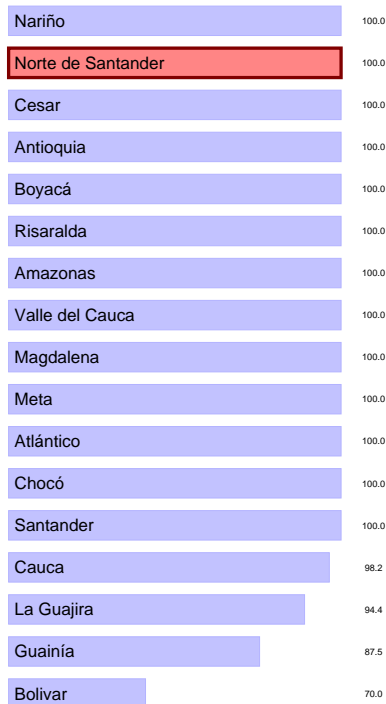 Nariño 100.0
Norte de Santander 100.0
Cesar 100.0
Antioquia 100.0
Boyacá 100.0
Risaralda 100.0
Amazonas 100.0
Valle del Cauca 100.0
Magdalena 100.0
Meta 100.0
Atlántico 100.0
Chocó 100.0
Santander 100.0
Cauca 98.2
La Guajira 94.4
Guainía 87.5
Bolivar 70.0